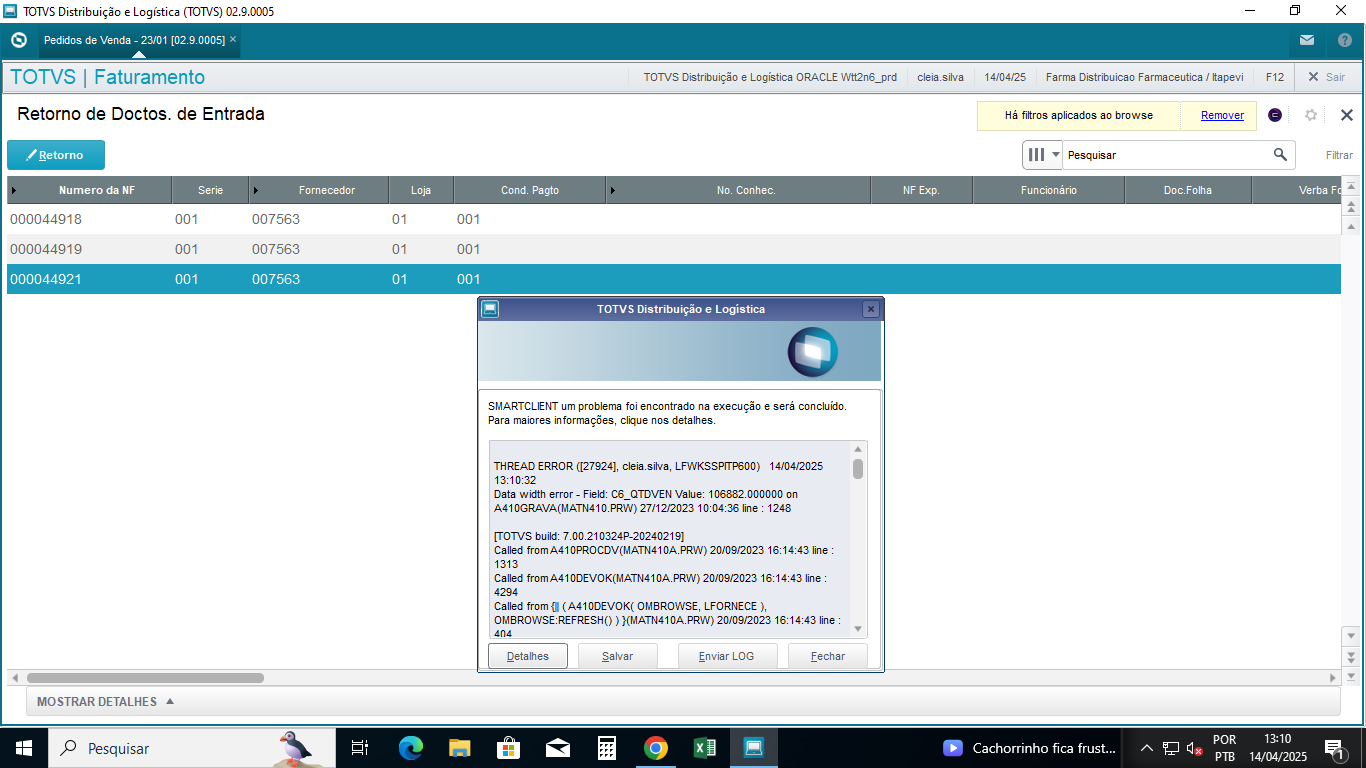 TOTVS Distribuição e Logística (TOTVS) 02.9.0005
Pedidos de Venda - 23/01 [02.9.0005] ×
TOTVS | Faturamento
TOTVS Distribuição e Logística ORACLE Wtt2n6_prd
cleia.silva
14/04/25
Farma Distribuicao Farmaceutica / Itapevi
F12
Sair
Retorno de Doctos. de Entrada
Há filtros aplicados ao browse
Remover
Retorno
Pesquisar
Filtrar
Numero da NF Serie Fornecedor Loja Cond. Pagto No. Conhec. NF Exp. Funcionário Doc.Folha Verba Fo
000044918 001 007563 01 001
000044919 001 007563 01 001
000044921 001 007563 01 001
TOTVS Distribuição e Logística
SMARTCLIENT um problema foi encontrado na execução e será concluído.
Para maiores informações, clique nos detalhes.
THREAD ERROR ([27924], cleia.silva, LFWKSSPITP600) 14/04/2025
13:10:32
Data width error - Field: C6_QTDVEN Value: 106882.000000 on
A410GRAVA(MATN410.PRW) 27/12/2023 10:04:36 line : 1248
[TOTVS build: 7.00.210324P-20240219]
Called from A410PROCDV(MATN410A.PRW) 20/09/2023 16:14:43 line :
1313
Called from A410DEVOK(MATN410A.PRW) 20/09/2023 16:14:43 line :
4294
Called from {|| ( A410DEVOK( OMBROWSE, LFORNECE ),
OMBROWSE:REFRESH() ) }(MATN410A.PRW) 20/09/2023 16:14:43 line :
404
Detalhes Salvar Enviar LOG Fechar
MOSTRAR DETALHES
Pesquisar
Cachorrinho fica frust...
POR
PTB
13:10
14/04/2025
1